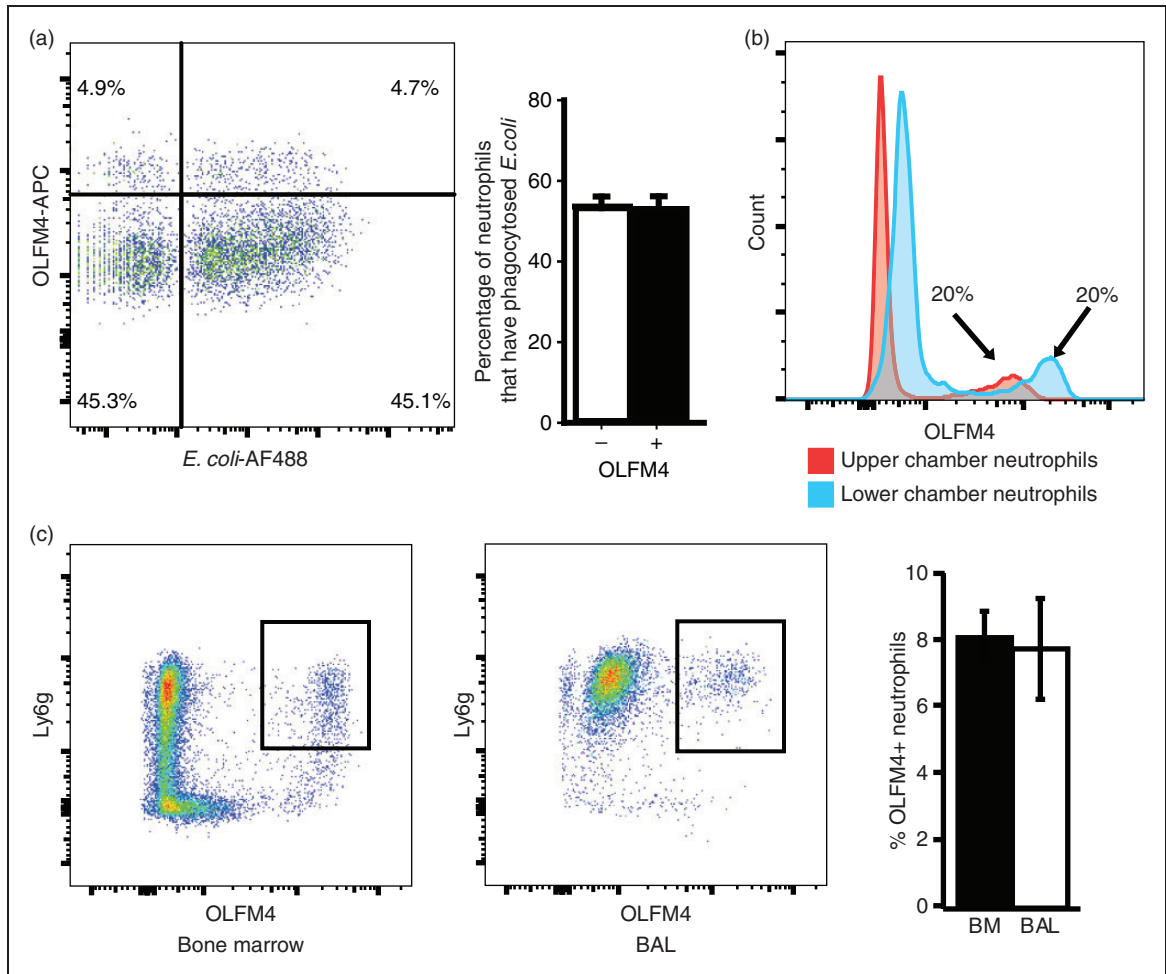 (a)
4.9%
4.7%
45.3%
45.1%
OLFM4-APC
E. coli-AF488
Percentage of neutrophils
that have phagocytosed E.coli
80
60
40
20
0
–
+
OLFM4
(b)
Count
20%
20%
OLFM4
Upper chamber neutrophils
Lower chamber neutrophils
(c)
Ly6g
OLFM4
Bone marrow
Ly6g
OLFM4
BAL
% OLFM4+ neutrophils
10
8
6
4
2
0
BM
BAL